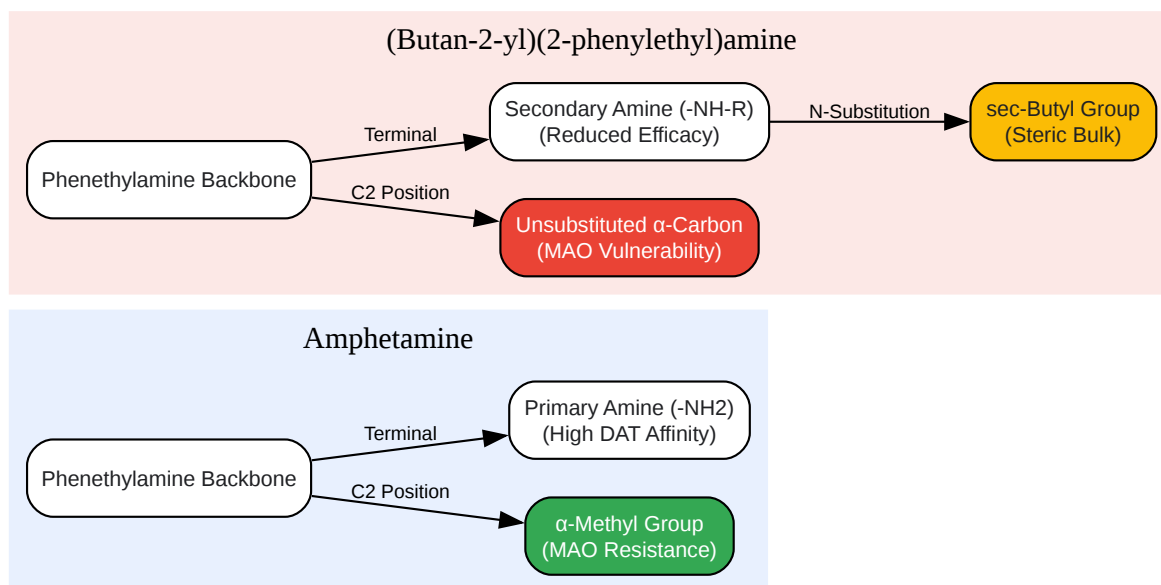 (Butan-2-yl)(2-phenylethyl)amine
Phenethylamine Backbone
Terminal
Secondary Amine (-NH-R)
(Reduced Efficacy)
N-Substitution
sec-Butyl Group
(Steric Bulk)
C2 Position
Unsubstituted α-Carbon
(MAO Vulnerability)
Amphetamine
Phenethylamine Backbone
Terminal
Primary Amine (-NH2)
(High DAT Affinity)
C2 Position
α-Methyl Group
(MAO Resistance)